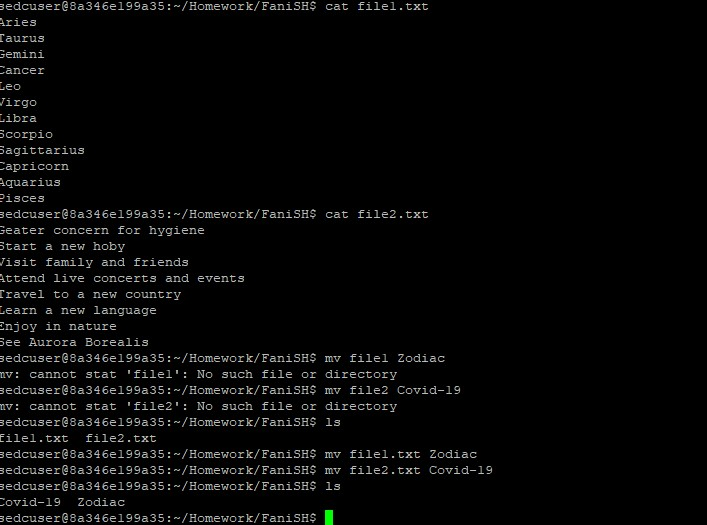 sedcuser@8a346e199a35:~/Homework/FaniSH$ cat file1.txt
Aries
Taurus
Gemini
Cancer
Leo
Virgo
Libra
Scorpio
Sagittarius
Capricorn
Aquarius
Pisces
sedcuser@8a346e199a35:~/Homework/FaniSH$ cat file2.txt
Geater concern for hygiene
Start a new hoby
Visit family and friends
Attend live concerts and events
Travel to a new country
Learn a new language
Enjoy in nature
See Aurora Borealis
sedcuser@8a346e199a35:~/Homework/FaniSH$ mv file1 Zodiac
mv: cannot stat 'file1': No such file or directory
sedcuser@8a346e199a35:~/Homework/FaniSH$ mv file2 Covid-19
mv: cannot stat 'file2': No such file or directory
sedcuser@8a346e199a35:~/Homework/FaniSH$ ls
file1.txt  file2.txt
sedcuser@8a346e199a35:~/Homework/FaniSH$ mv file1.txt Zodiac
sedcuser@8a346e199a35:~/Homework/FaniSH$ mv file2.txt Covid-19
sedcuser@8a346e199a35:~/Homework/FaniSH$ ls
Covid-19  Zodiac
sedcuser@8a346e199a35:~/Homework/FaniSH$